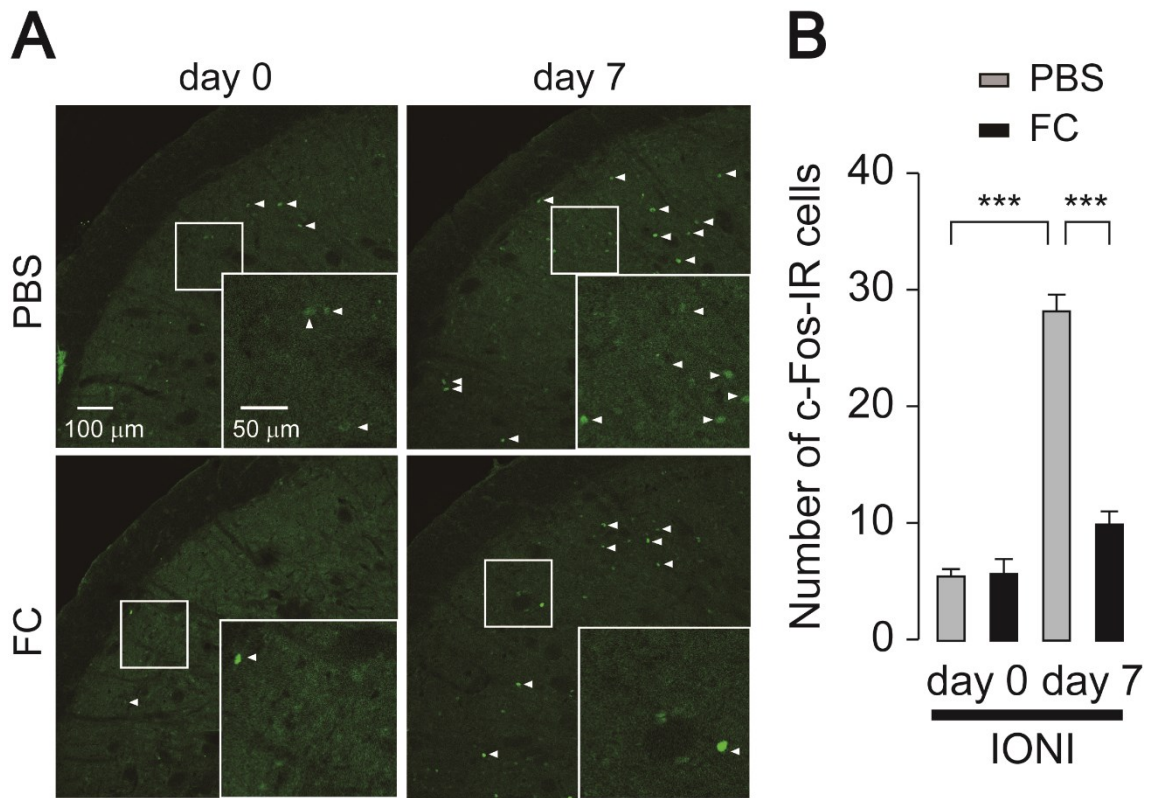 A
day 0
day 7
PBS
FC
100 μm
50 μm
B
PBS
FC
Number of c-Fos-IR cells
40
30
20
10
0
*** ***
day 0 day 7
IONI